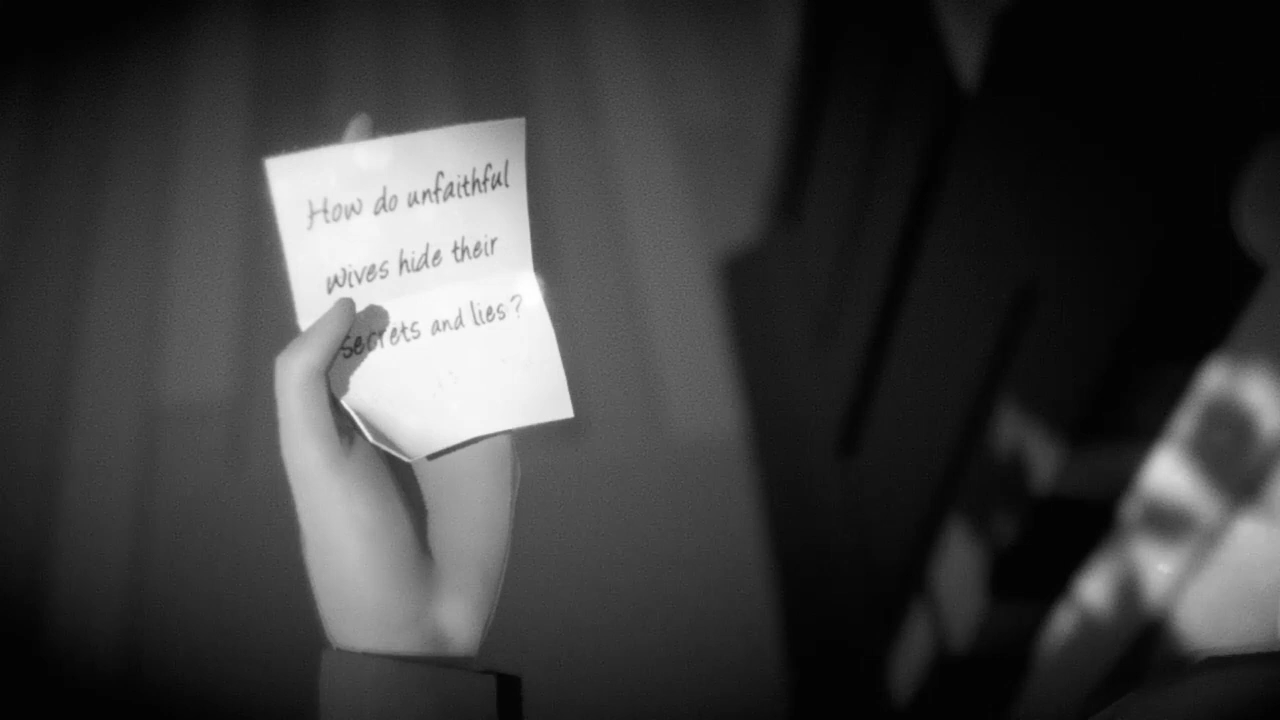 How do unfaithful
wives hide their
secrets and lies?